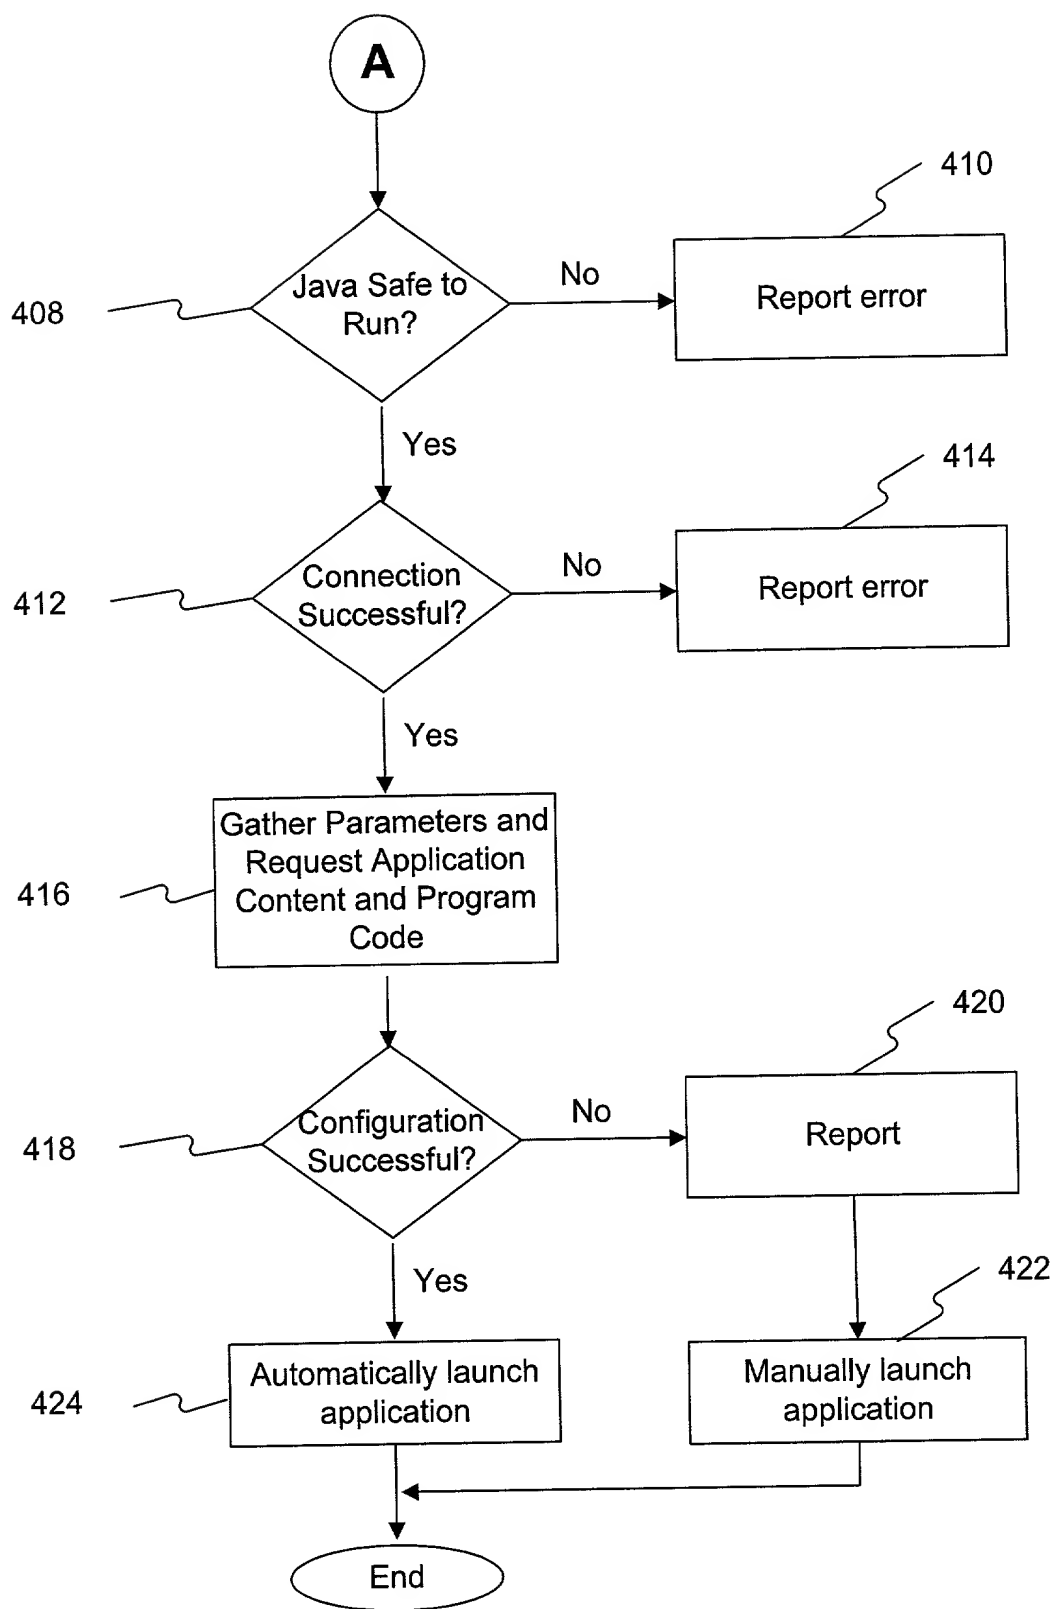 A
410
Java Safe to
Run?
No
Report error
408
Yes
414
Connection
Successful?
No
Report error
412
Yes
Gather Parameters and
Request Application
Content and Program
Code
416
420
Configuration
Successful?
No
Report
418
Yes
422
Automatically launch
application
424
Manually launch
application
End